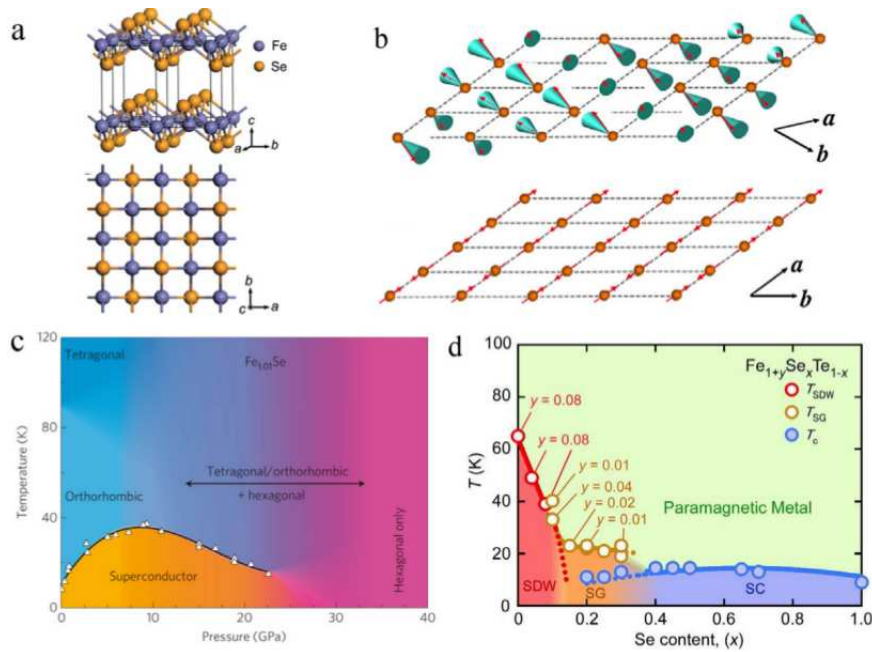 a
Fe
Se
c
a
b
b
c
a
b
a
b
a
b
c
120
80
40
0
Temperature (K)
Tetragonal
Fe1.01Se
Tetragonal/orthorhombic
+ hexagonal
Orthorhombic
Superconductor
Hexagonal only
0
10
20
30
40
Pressure (GPa)
d
100
80
60
40
20
0
T (K)
Fe1+ySexTe1-x
TSDW
TSG
Tc
y = 0.08
y = 0.08
y = 0.01
y = 0.04
y = 0.02
y = 0.01
Paramagnetic Metal
SDW
SG
SC
0
0.2
0.4
0.6
0.8
1.0
Se content, (x)